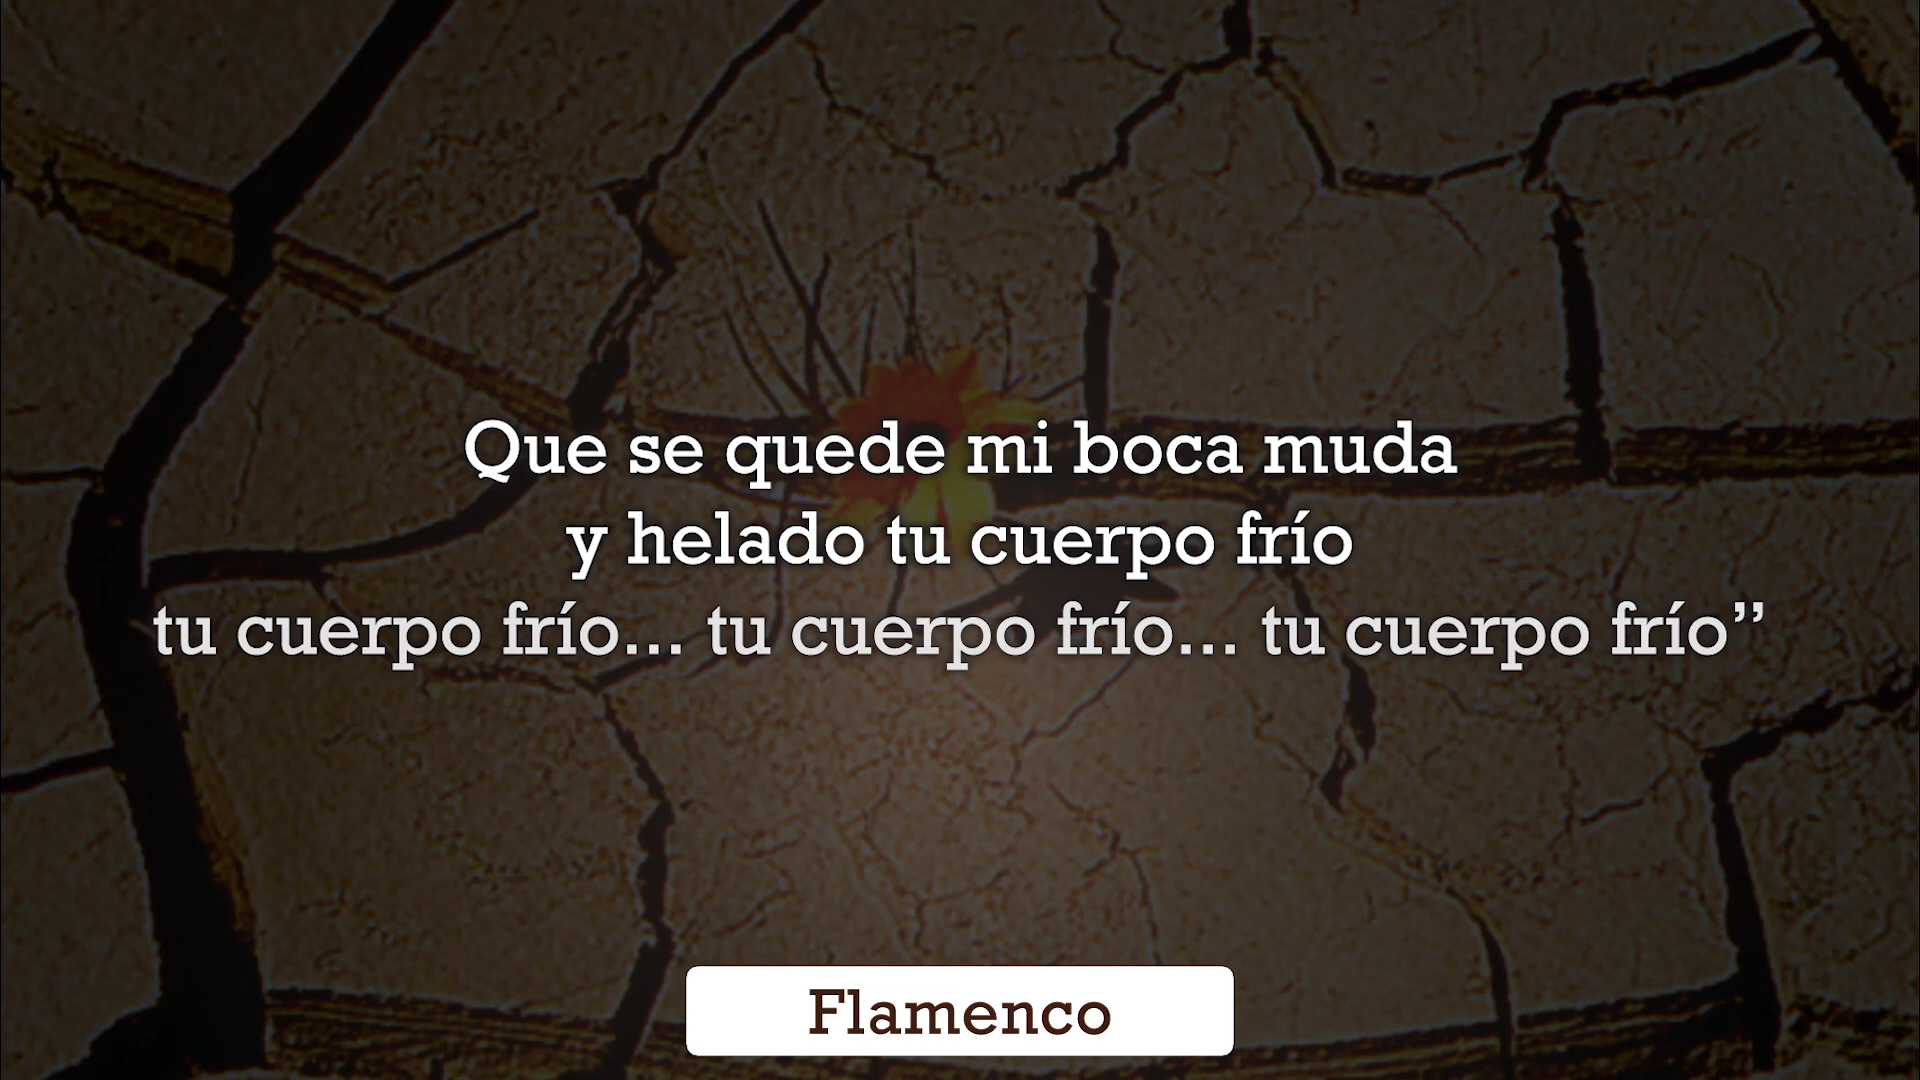 Que se quede mi boca muda
y helado tu cuerpo frío
tu cuerpo frío... tu cuerpo frío... tu cuerpo frío”
Flamenco